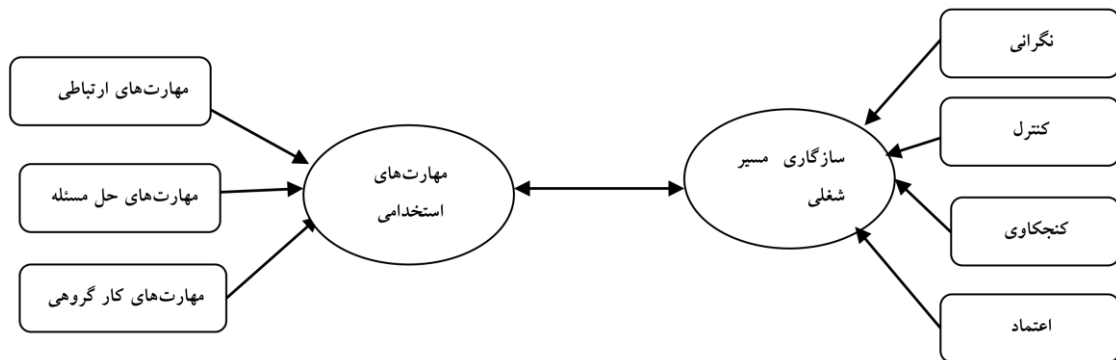 نگرانی
کنترل
کنجکاوی
اعتماد
سازگاری مسیر
شغلی
مهارت‌های
استخدامی
مهارت‌های ارتباطی
مهارت‌های حل مسئله
مهارت‌های کار گروهی